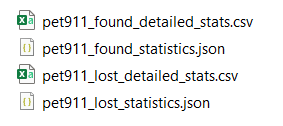 pet911_found_detailed_stats.csv
pet911_found_statistics.json
pet911_lost_detailed_stats.csv
pet911_lost_statistics.json